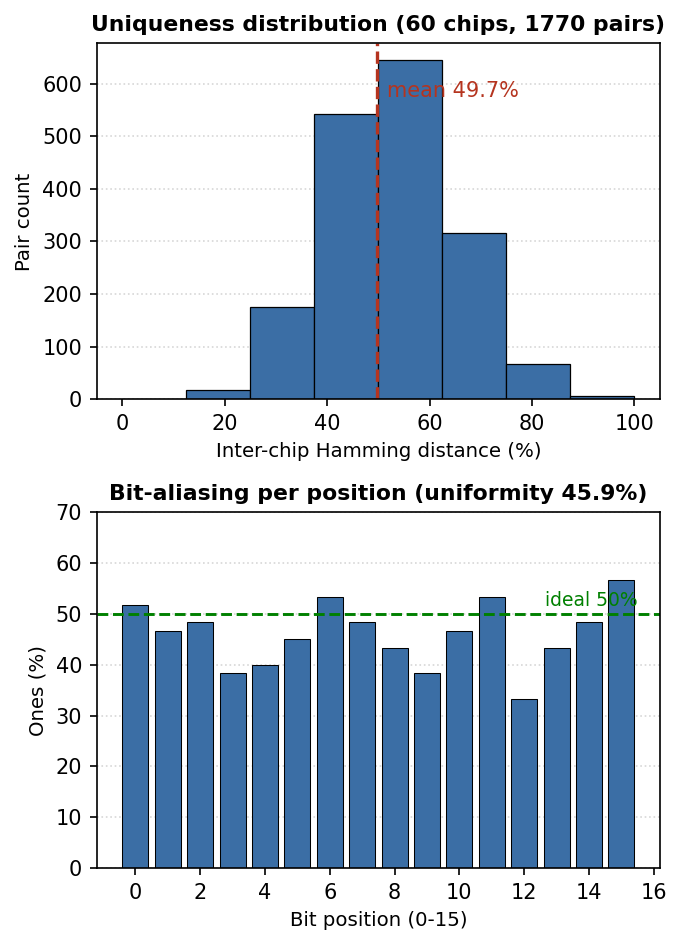 Uniqueness distribution (60 chips, 1770 pairs)
600
500
400
300
200
100
0
Pair count
mean 49.7%
0 20 40 60 80 100
Inter-chip Hamming distance (%)
Bit-aliasing per position (uniformity 45.9%)
70
60
50
40
30
20
10
0
Ones (%)
ideal 50%
0 2 4 6 8 10 12 14 16
Bit position (0-15)